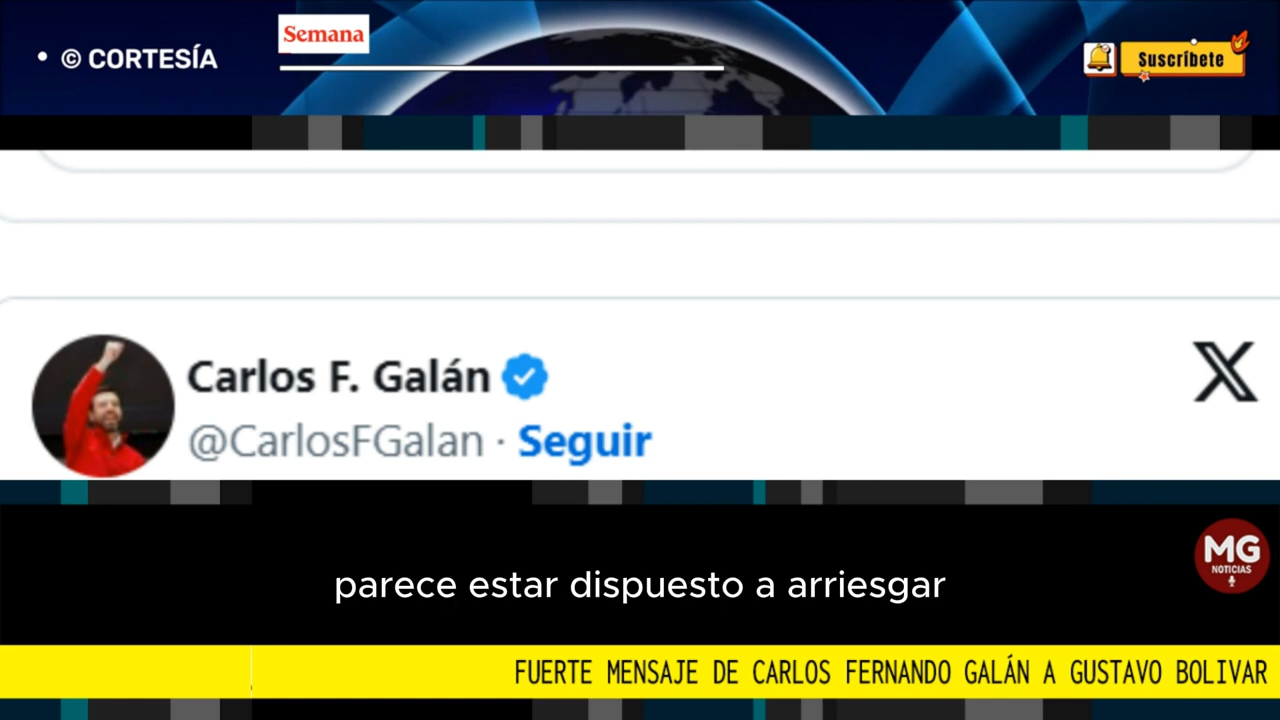 • © CORTESÍA
Semana
Suscríbete
Carlos F. Galán
@CarlosFGalan · Seguir
X
parece estar dispuesto a arriesgar
MG
NOTICIAS
FUERTE MENSAJE DE CARLOS FERNANDO GALÁN A GUSTAVO BOLIVAR